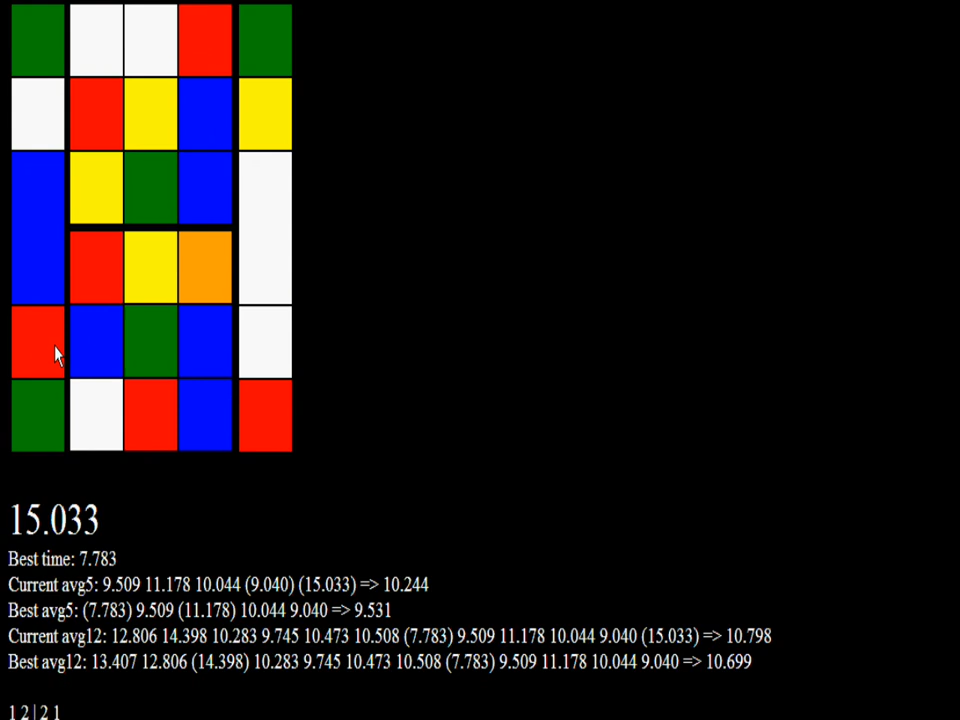 15.033
Best time: 7.783
Current avg5: 9.509 11.178 10.044 (9.040) (15.033) => 10.244
Best avg5: (7.783) 9.509 (11.178) 10.044 9.040 => 9.531
Current avg12: 12.806 14.398 10.283 9.745 10.473 10.508 (7.783) 9.509 11.178 10.044 9.040 (15.033) => 10.798
Best avg12: 13.407 12.806 (14.398) 10.283 9.745 10.473 10.508 (7.783) 9.509 11.178 10.044 9.040 => 10.699
1 2 | 2 1